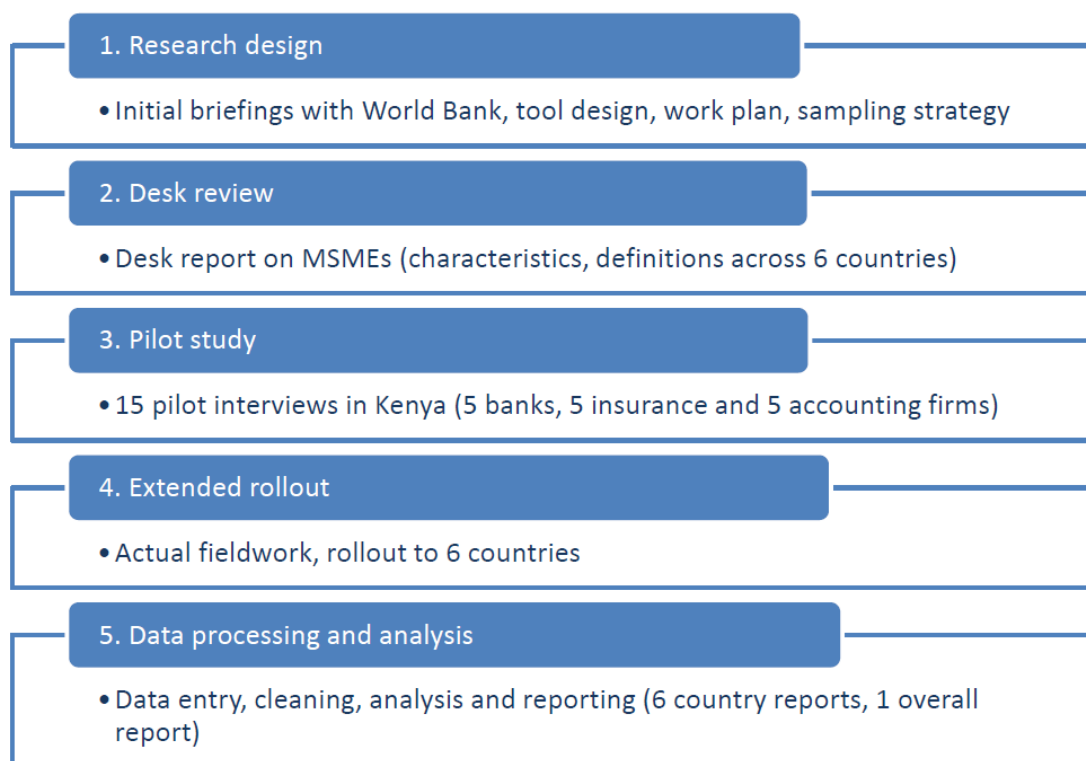 1. Research design
•Initial briefings with World Bank, tool design, work plan, sampling strategy
2. Desk review
•Desk report on MSMEs (characteristics, definitions across 6 countries)
3. Pilot study
•15 pilot interviews in Kenya (5 banks, 5 insurance and 5 accounting firms)
4. Extended rollout
•Actual fieldwork, rollout to 6 countries
5. Data processing and analysis
•Data entry, cleaning, analysis and reporting (6 country reports, 1 overall
report)